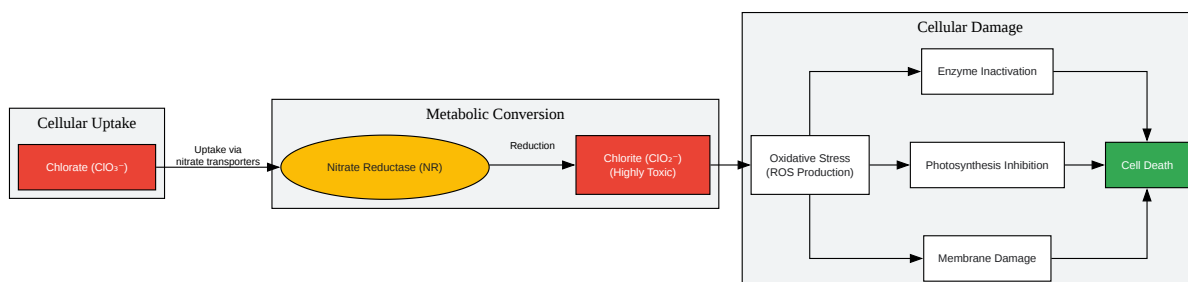 Cellular Uptake
Chlorate (ClO₃⁻)
Uptake via
nitrate transporters
Metabolic Conversion
Nitrate Reductase (NR)
Reduction
Chlorite (ClO₂⁻)
(Highly Toxic)
Cellular Damage
Oxidative Stress
(ROS Production)
Enzyme Inactivation
Photosynthesis Inhibition
Membrane Damage
Cell Death